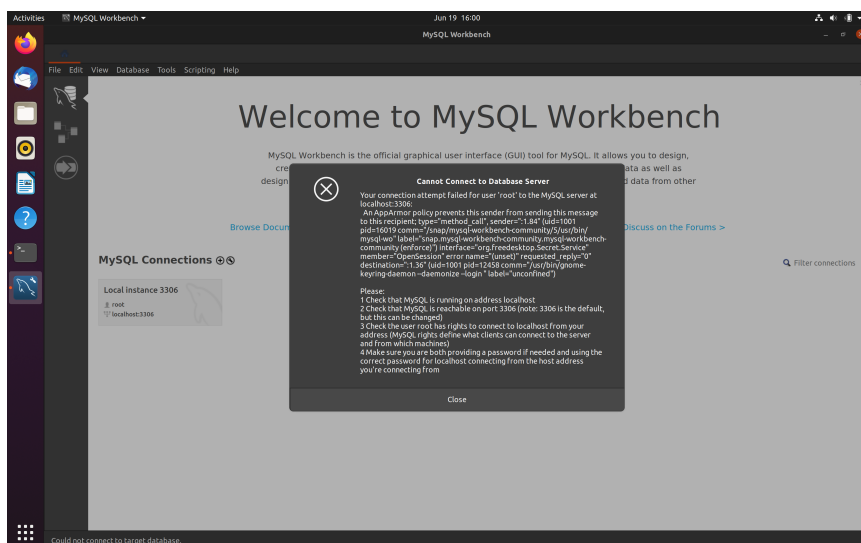 Activities
MySQL Workbench
Jun 19 16:00
MySQL Workbench
File Edit View Database Tools Scripting Help
Welcome to MySQL Workbench
MySQL Workbench is the official graphical user interface (GUI) tool for MySQL. It allows you to design,
cre
ata as well as
design
d data from other
Browse Docum
Discuss on the Forums >
MySQL Connections
Filter connections
Local instance 3306
root
localhost:3306
Cannot Connect to Database Server
Your connection attempt failed for user 'root' to the MySQL server at
localhost:3306:
An AppArmor policy prevents this sender from sending this message
to this recipient; type="method_call", sender=":1.84" (uid=1001
pid=16019 comm="/snap/mysql-workbench-community/5/usr/bin/
mysql-wo" label="snap.mysql-workbench-community.mysql-workbench-
community (enforce)") interface="org.freedesktop.Secret.Service"
member="OpenSession" error name="(unset)" requested_reply="0"
destination=":1.36" (uid=1001 pid=12458 comm="/usr/bin/gnome-
keyring-daemon --daemonize --login " label="unconfined")
Please:
1 Check that MySQL is running on address localhost
2 Check that MySQL is reachable on port 3306 (note: 3306 is the default,
but this can be changed)
3 Check the user root has rights to connect to localhost from your
address (MySQL rights define what clients can connect to the server
and from which machines)
4 Make sure you are both providing a password if needed and using the
correct password for localhost connecting from the host address
you're connecting from
Close
Could not connect to target database.